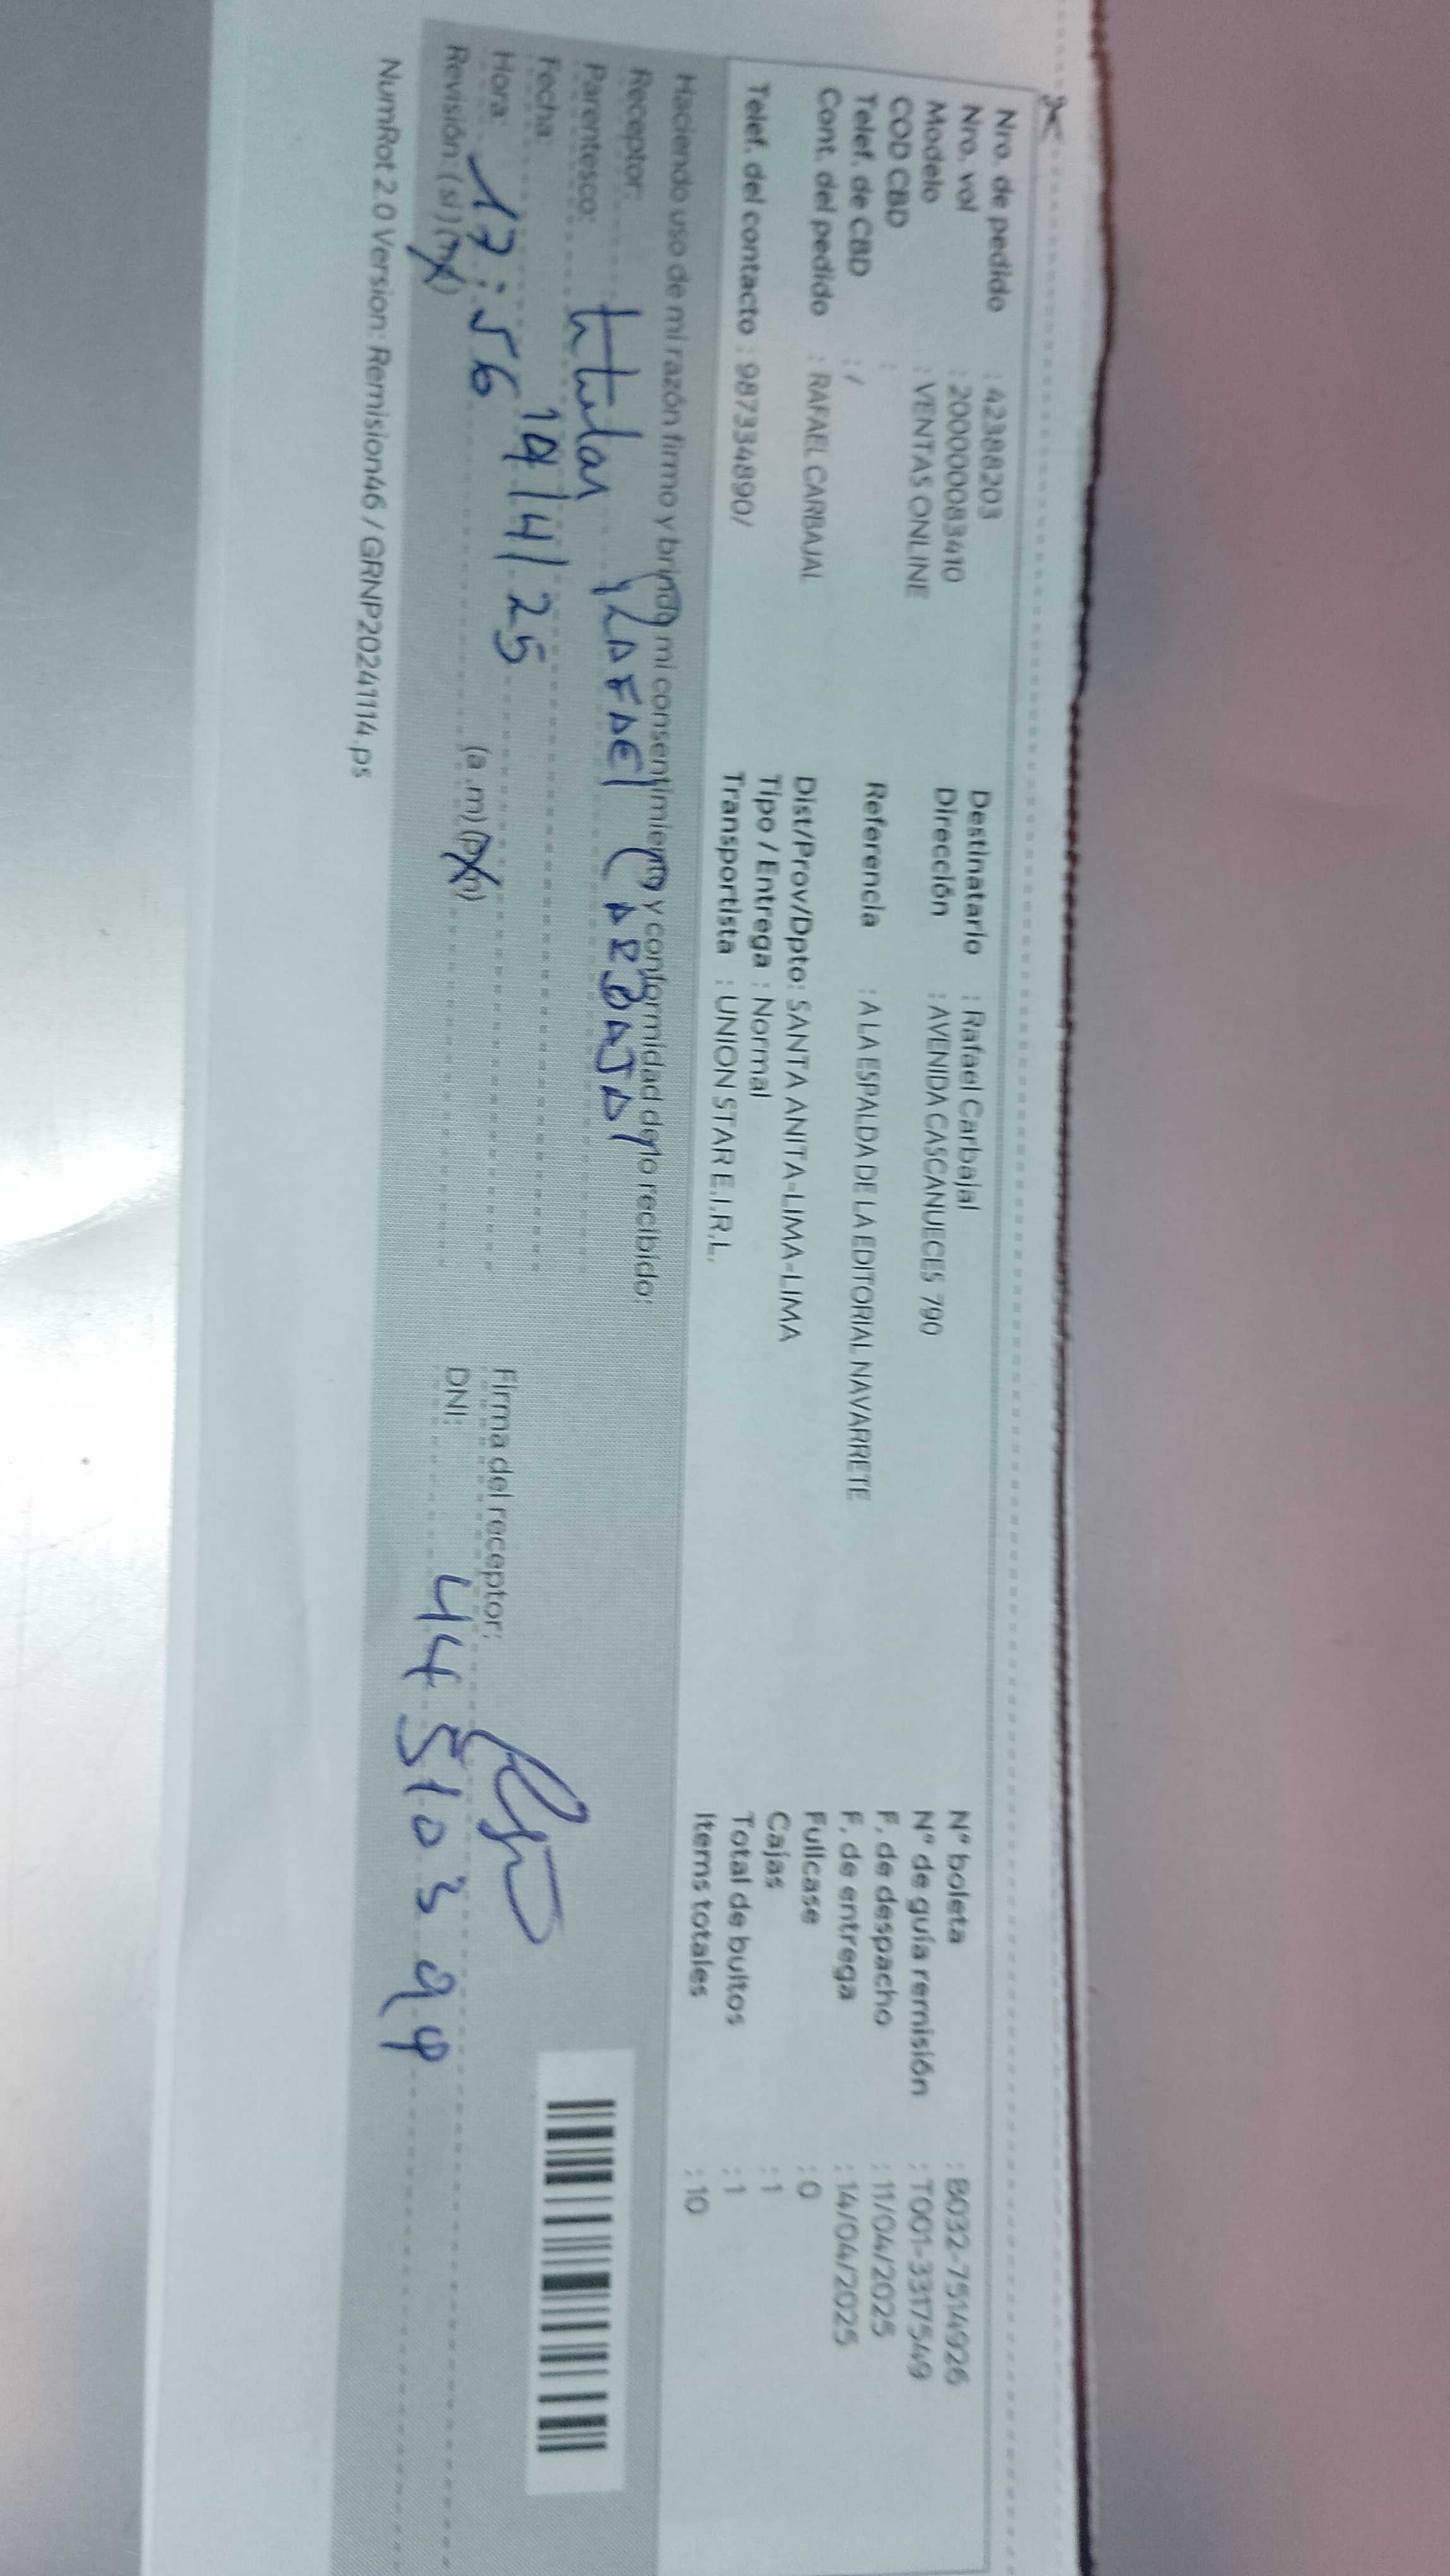 Nro. de pedido : 42388203
Nro. vol : 2000000083410
Modelo : VENTAS ONLINE
COD CBD :
Telef. de CBD : /
Cont. del pedido : RAFAEL CARBAJAL
Telef. del contacto : 987334890/
Destinatario : Rafael Carbajal
Dirección : AVENIDA CASCANUECES 790
Referencia : A LA ESPALDA DE LA EDITORIAL NAVARRETE
Dist/Prov/Dpto: SANTA ANITA-LIMA-LIMA
Tipo / Entrega : Normal
Transportista : UNION STAR E.I.R.L.
N° boleta : B032-7514926
N° de guía remisión : T001-3317549
F. de despacho : 11/04/2025
F. de entrega : 14/04/2025
Fullcase : 0
Cajas : 1
Total de bultos : 1
Items totales : 10
Haciendo uso de mi razón firmo y brindo mi consentimiento y conformidad de lo recibido:
Receptor: RAFAEL CARBAJAL
Parentesco: titular
Fecha: 14/4/25
Hora: 17:56 (a.m) (p.m)
Revisión: (si) (no)
Firma del receptor:
DNI: 44510399
NumRot 2.0 Version: Remision46 / GRNP20241114.ps